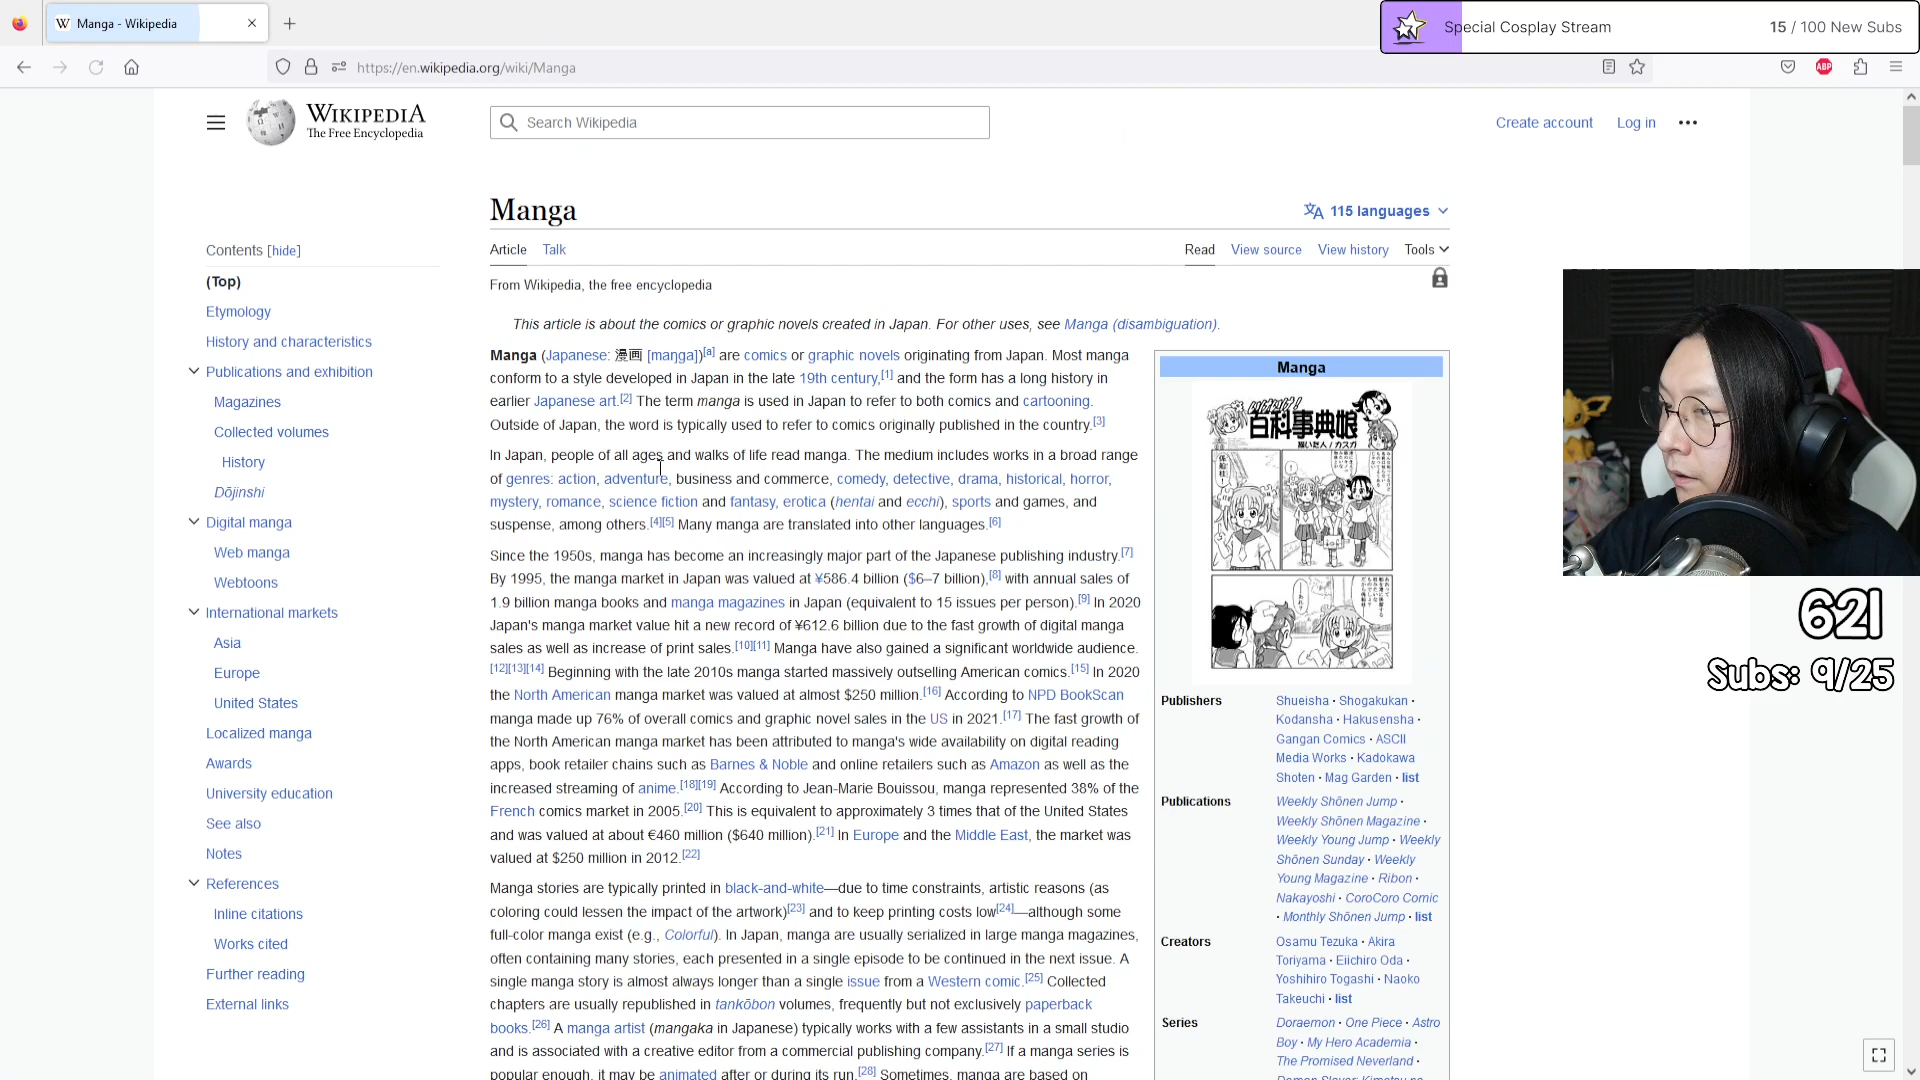 Manga - Wikipedia
Special Cosplay Stream
15 / 100 New Subs
https://en.wikipedia.org/wiki/Manga
ABP
WIKIPEDIA
The Free Encyclopedia
Search Wikipedia
Create account
Log in
Manga
115 languages
Article
Talk
Read
View source
View history
Tools
From Wikipedia, the free encyclopedia
This article is about the comics or graphic novels created in Japan. For other uses, see Manga (disambiguation).
Contents [hide]
(Top)
Etymology
History and characteristics
Publications and exhibition
Magazines
Collected volumes
History
Dōjinshi
Digital manga
Web manga
Webtoons
International markets
Asia
Europe
United States
Localized manga
Awards
University education
See also
Notes
References
Inline citations
Works cited
Further reading
External links
Manga (Japanese: 漫画 [maŋga])[a] are comics or graphic novels originating from Japan. Most manga
conform to a style developed in Japan in the late 19th century,[1] and the form has a long history in
earlier Japanese art.[2] The term manga is used in Japan to refer to both comics and cartooning.
Outside of Japan, the word is typically used to refer to comics originally published in the country.[3]
In Japan, people of all ages and walks of life read manga. The medium includes works in a broad range
of genres: action, adventure, business and commerce, comedy, detective, drama, historical, horror,
mystery, romance, science fiction and fantasy, erotica (hentai and ecchi), sports and games, and
suspense, among others.[4][5] Many manga are translated into other languages.[6]
Since the 1950s, manga has become an increasingly major part of the Japanese publishing industry.[7]
By 1995, the manga market in Japan was valued at ¥586.4 billion ($6–7 billion),[8] with annual sales of
1.9 billion manga books and manga magazines in Japan (equivalent to 15 issues per person).[9] In 2020
Japan's manga market value hit a new record of ¥612.6 billion due to the fast growth of digital manga
sales as well as increase of print sales.[10][11] Manga have also gained a significant worldwide audience.
[12][13][14] Beginning with the late 2010s manga started massively outselling American comics.[15] In 2020
the North American manga market was valued at almost $250 million.[16] According to NPD BookScan
manga made up 76% of overall comics and graphic novel sales in the US in 2021.[17] The fast growth of
the North American manga market has been attributed to manga's wide availability on digital reading
apps, book retailer chains such as Barnes & Noble and online retailers such as Amazon as well as the
increased streaming of anime.[18][19] According to Jean-Marie Bouissou, manga represented 38% of the
French comics market in 2005.[20] This is equivalent to approximately 3 times that of the United States
and was valued at about €460 million ($640 million).[21] In Europe and the Middle East, the market was
valued at $250 million in 2012.[22]
Manga stories are typically printed in black-and-white—due to time constraints, artistic reasons (as
coloring could lessen the impact of the artwork)[23] and to keep printing costs low[24]—although some
full-color manga exist (e.g., Colorful). In Japan, manga are usually serialized in large manga magazines,
often containing many stories, each presented in a single episode to be continued in the next issue. A
single manga story is almost always longer than a single issue from a Western comic.[25] Collected
chapters are usually republished in tankōbon volumes, frequently but not exclusively paperback
books.[26] A manga artist (mangaka in Japanese) typically works with a few assistants in a small studio
and is associated with a creative editor from a commercial publishing company.[27] If a manga series is
popular enough, it may be animated after or during its run.[28] Sometimes, manga are based on
Manga
百科事典娘
Publishers
Shueisha · Shogakukan ·
Kodansha · Hakusensha ·
Gangan Comics · ASCII
Media Works · Kadokawa
Shoten · Mag Garden · list
Publications
Weekly Shōnen Jump ·
Weekly Shōnen Magazine ·
Weekly Young Jump · Weekly
Shōnen Sunday · Weekly
Young Magazine · Ribon ·
Nakayoshi · CoroCoro Comic
· Monthly Shōnen Jump · list
Creators
Osamu Tezuka · Akira
Toriyama · Eiichiro Oda ·
Yoshihiro Togashi · Naoko
Takeuchi · list
Series
Doraemon · One Piece · Astro
Boy · My Hero Academia ·
The Promised Neverland ·
Demon Slayer: Kimetsu no
621
Subs: 9/25